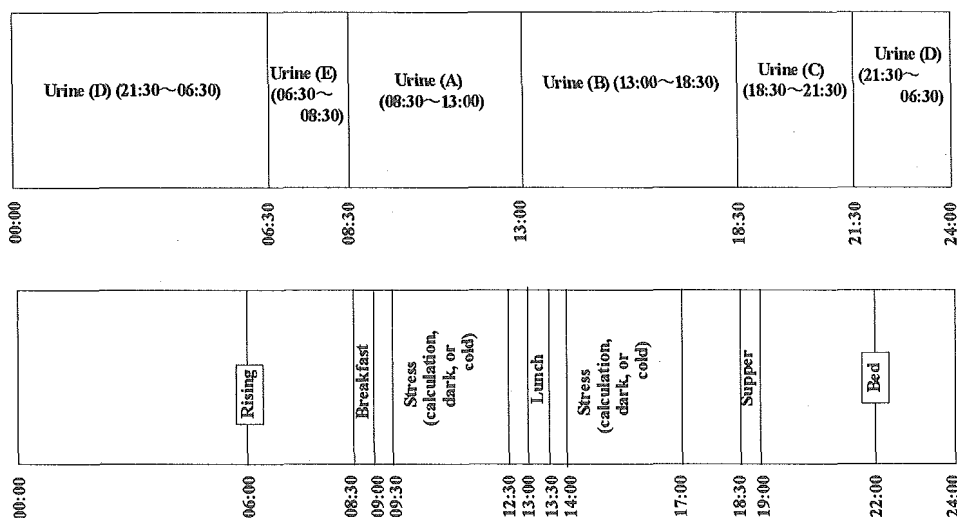 Urine (D) (21:30～06:30)
Urine (E)
(06:30～
08:30)
Urine (A)
(08:30～13:00)
Urine (B) (13:00～18:30)
Urine (C)
(18:30～21:30)
Urine (D)
(21:30～
06:30)
00:00
06:30
08:30
13:00
18:30
21:30
24:00
Rising
Breakfast
Stress
(calculation,
dark, or
cold)
Lunch
Stress
(calculation,
dark, or
cold)
Supper
Bed
00:00
06:00
08:30
09:00
09:30
12:30
13:00
13:30
14:00
17:00
18:30
19:00
22:00
24:00